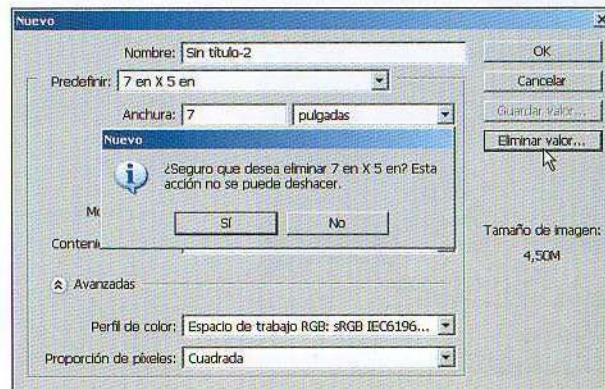 Nuevo
Nombre: Sin título-2
OK
Predefinir: 7 en X 5 en
Cancelar
Anchura: 7 pulgadas
Guardar valor...
Nuevo
Eliminar valor...
¿Seguro que desea eliminar 7 en X 5 en? Esta
acción no se puede deshacer.
Sí
No
Mo
Conteni
Tamaño de imagen:
4,50M
Avanzadas
Perfil de color: Espacio de trabajo RGB: sRGB IEC6196...
Proporción de píxeles: Cuadrada